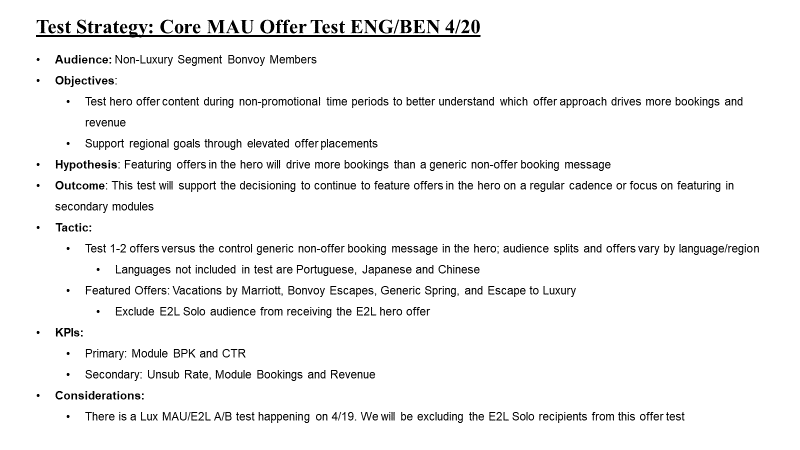 Test Strategy: Core MAU Offer Test ENG/BEN 4/20
• Audience: Non-Luxury Segment Bonvoy Members
• Objectives:
• Test hero offer content during non-promotional time periods to better understand which offer approach drives more bookings and
revenue
• Support regional goals through elevated offer placements
• Hypothesis: Featuring offers in the hero will drive more bookings than a generic non-offer booking message
• Outcome: This test will support the decisioning to continue to feature offers in the hero on a regular cadence or focus on featuring in
secondary modules
• Tactic:
• Test 1-2 offers versus the control generic non-offer booking message in the hero; audience splits and offers vary by language/region
• Languages not included in test are Portuguese, Japanese and Chinese
• Featured Offers: Vacations by Marriott, Bonvoy Escapes, Generic Spring, and Escape to Luxury
• Exclude E2L Solo audience from receiving the E2L hero offer
• KPIs:
• Primary: Module BPK and CTR
• Secondary: Unsub Rate, Module Bookings and Revenue
• Considerations:
• There is a Lux MAU/E2L A/B test happening on 4/19. We will be excluding the E2L Solo recipients from this offer test